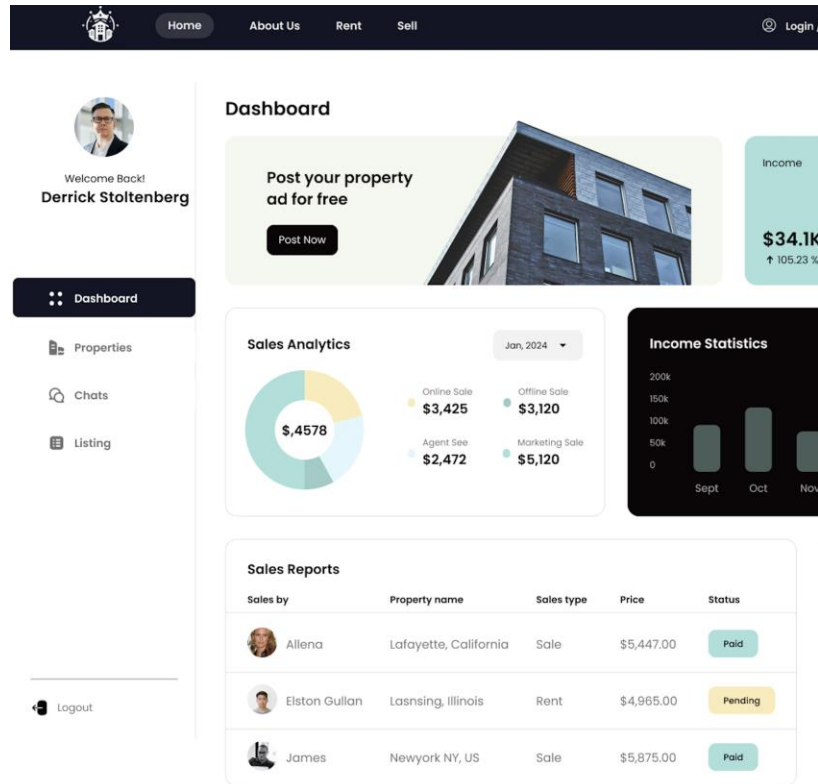 Home About Us Rent Sell Login /
Welcome Back!
Derrick Stoltenberg
Dashboard
Properties
Chats
Listing
Logout
Dashboard
Post your property
ad for free
Post Now
Income
$34.1K
↑ 105.23 %
Sales Analytics
Jan, 2024
$,4578
Online Sale
$3,425
Offline Sale
$3,120
Agent See
$2,472
Marketing Sale
$5,120
Income Statistics
200k
150k
100k
50k
0
Sept Oct Nov
Sales Reports
Sales by Property name Sales type Price Status
Allena Lafayette, California Sale $5,447.00 Paid
Elston Gullan Lasnsing, Illinois Rent $4,965.00 Pending
James Newyork NY, US Sale $5,875.00 Paid